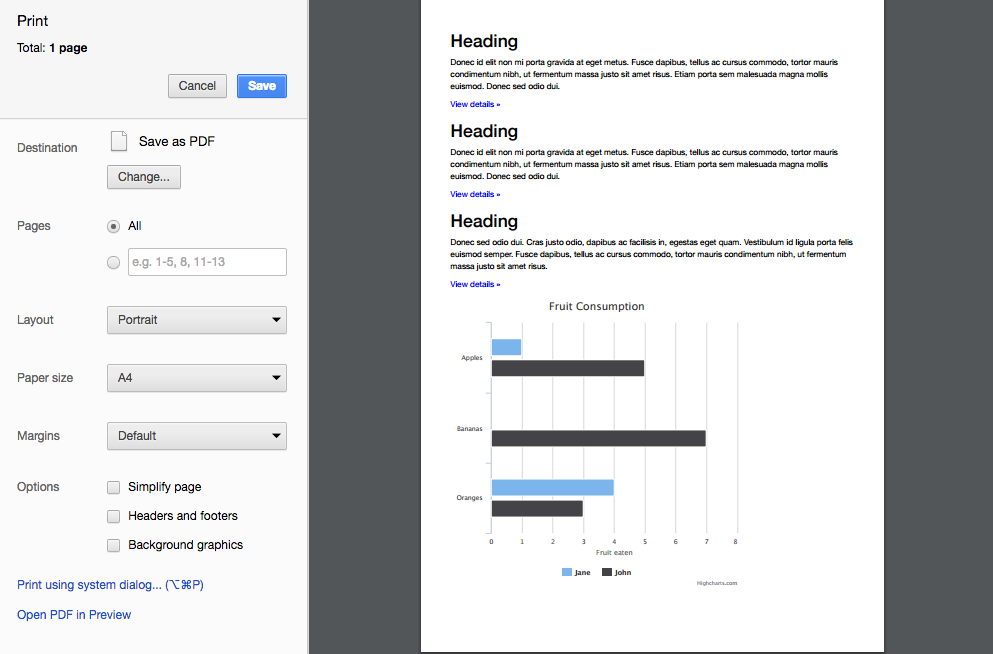 Print
Total: 1 page
Cancel
Save
Destination
Save as PDF
Change...
Pages
All
e.g. 1-5, 8, 11-13
Layout
Portrait
Paper size
A4
Margins
Default
Options
Simplify page
Headers and footers
Background graphics
Print using system dialog... (⌥⌘P)
Open PDF in Preview
Heading
Donec id elit non mi porta gravida at eget metus. Fusce dapibus, tellus ac cursus commodo, tortor mauris
condimentum nibh, ut fermentum massa justo sit amet risus. Etiam porta sem malesuada magna mollis
euismod. Donec sed odio dui.
View details »
Heading
Donec id elit non mi porta gravida at eget metus. Fusce dapibus, tellus ac cursus commodo, tortor mauris
condimentum nibh, ut fermentum massa justo sit amet risus. Etiam porta sem malesuada magna mollis
euismod. Donec sed odio dui.
View details »
Heading
Donec sed odio dui. Cras justo odio, dapibus ac facilisis in, egestas eget quam. Vestibulum id ligula porta felis
euismod semper. Fusce dapibus, tellus ac cursus commodo, tortor mauris condimentum nibh, ut fermentum
massa justo sit amet risus.
View details »
Fruit Consumption
Apples
Bananas
Oranges
0 1 2 3 4 5 6 7 8
Fruit eaten
Jane John
Highcharts.com